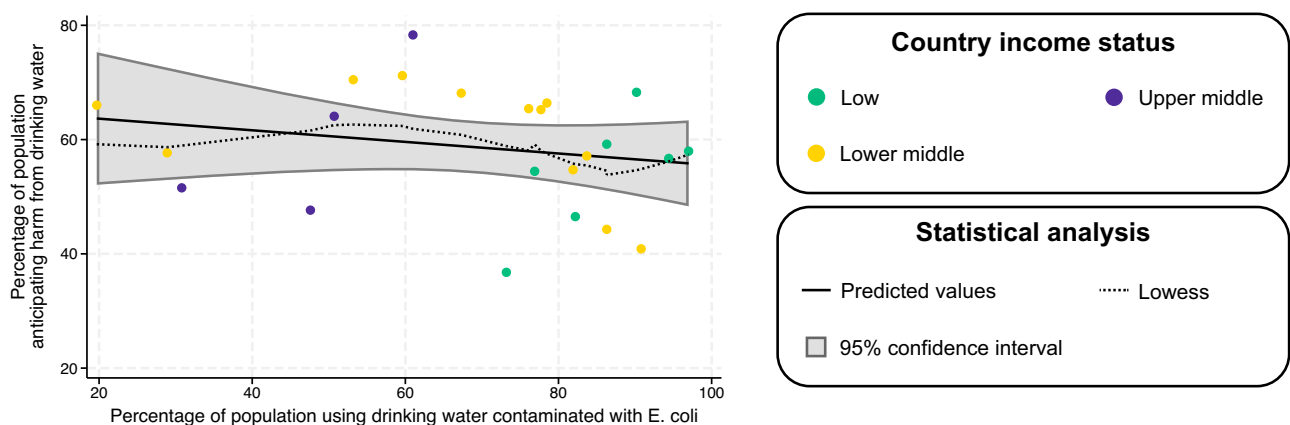 80
60
40
20
Percentage of population
anticipating harm from drinking water
20 40 60 80 100
Percentage of population using drinking water contaminated with E. coli
Country income status
Low
Upper middle
Lower middle
Statistical analysis
Predicted values
Lowess
95% confidence interval